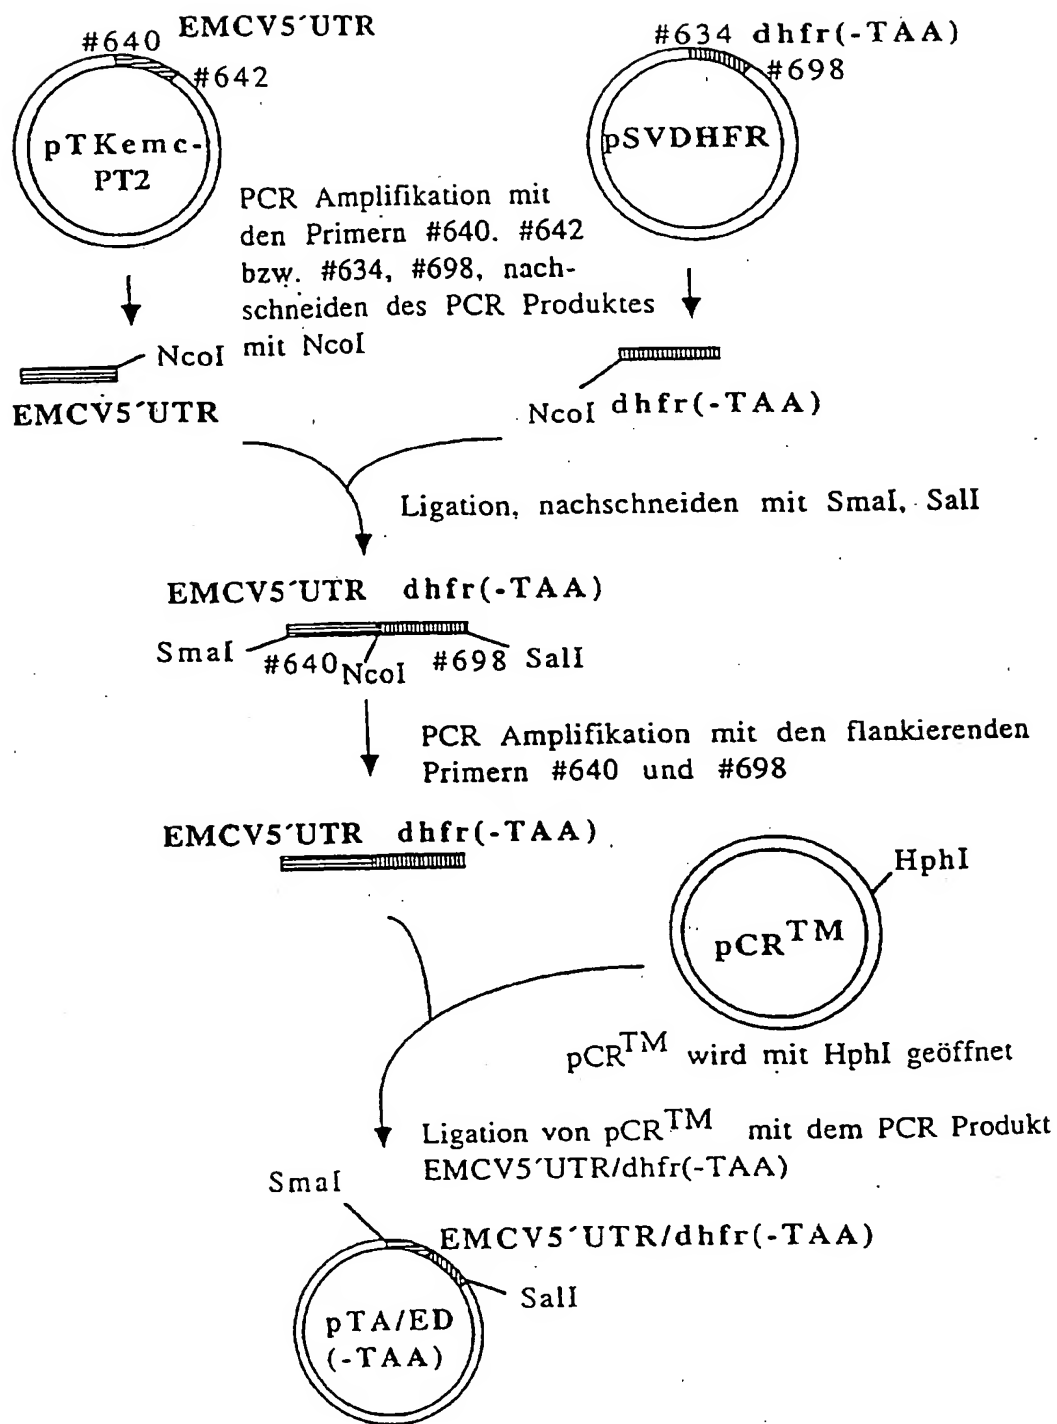 #640 EMCV5´UTR
#642
pTKemc-
PT2
#634 dhfr(-TAA)
#698
pSVDHFR
PCR Amplifikation mit
den Primern #640. #642
bzw. #634, #698, nach-
schneiden des PCR Produktes
mit NcoI
NcoI
EMCV5´UTR
NcoI dhfr(-TAA)
Ligation, nachschneiden mit SmaI, SalI
EMCV5´UTR dhfr(-TAA)
SmaI #640 NcoI #698 SalI
PCR Amplifikation mit den flankierenden
Primern #640 und #698
EMCV5´UTR dhfr(-TAA)
HphI
pCR™
pCR™ wird mit HphI geöffnet
Ligation von pCR™ mit dem PCR Produkt
EMCV5´UTR/dhfr(-TAA)
SmaI
EMCV5´UTR/dhfr(-TAA)
SalI
pTA/ED
(-TAA)